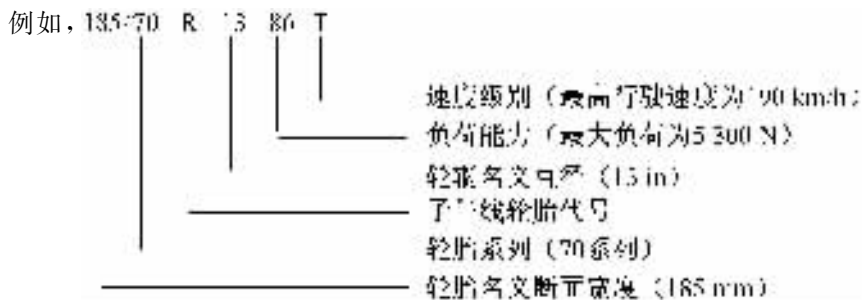 例如，185/70 R 13 86 T
速度级别（最高行驶速度为190 km/h）
负荷能力（最大负荷为5 300 N）
轮辋名义直径（13 in）
子午线轮胎代号
轮胎系列（70系列）
轮胎名义断面宽度（185 mm）